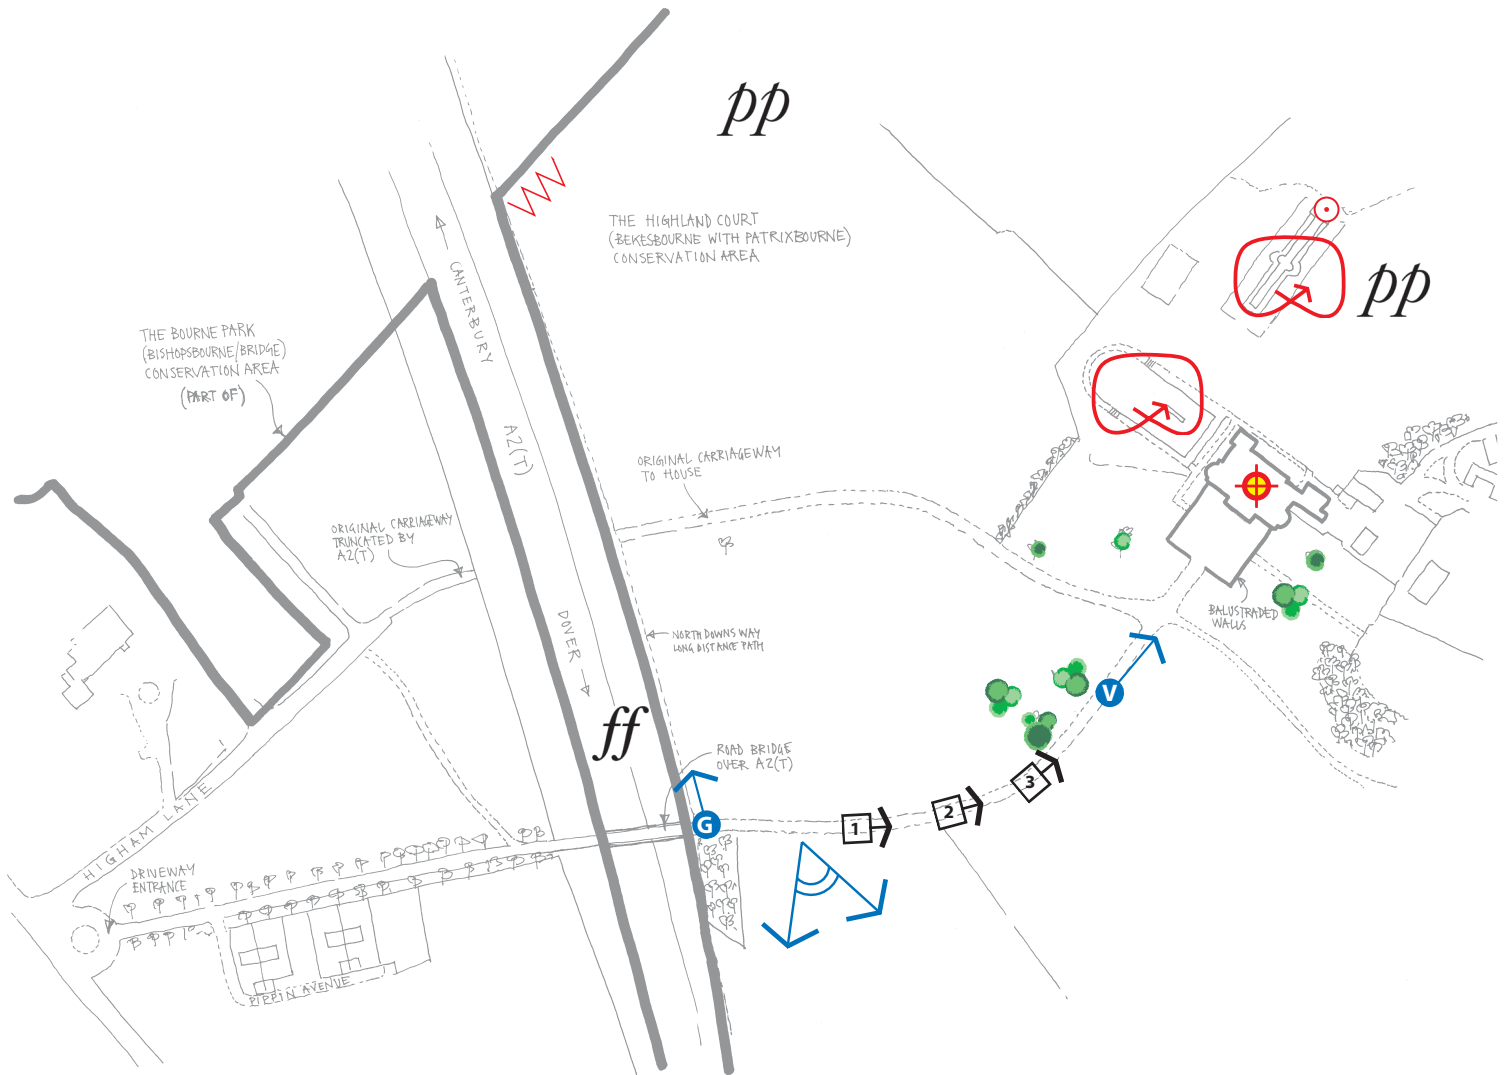 pp
THE HIGHLAND COURT
(BEKESBOURNE WITH PATRIXBOURNE)
CONSERVATION AREA
CANTERBURY
pp
THE BOURNE PARK
(BISHOPSBOURNE/BRIDGE)
CONSERVATION AREA
(PART OF)
A2(T)
ORIGINAL CARRIAGEWAY
TO HOUSE
ORIGINAL CARRIAGEWAY
TRUNCATED BY
A2(T)
BALUSTRADED
WALLS
DOVER
NORTH DOWNS WAY
LONG DISTANCE PATH
V
ff
ROAD BRIDGE
OVER A2(T)
3
G
1
2
HIGHAM LANE
DRIVEWAY
ENTRANCE
PIPPIN AVENUE